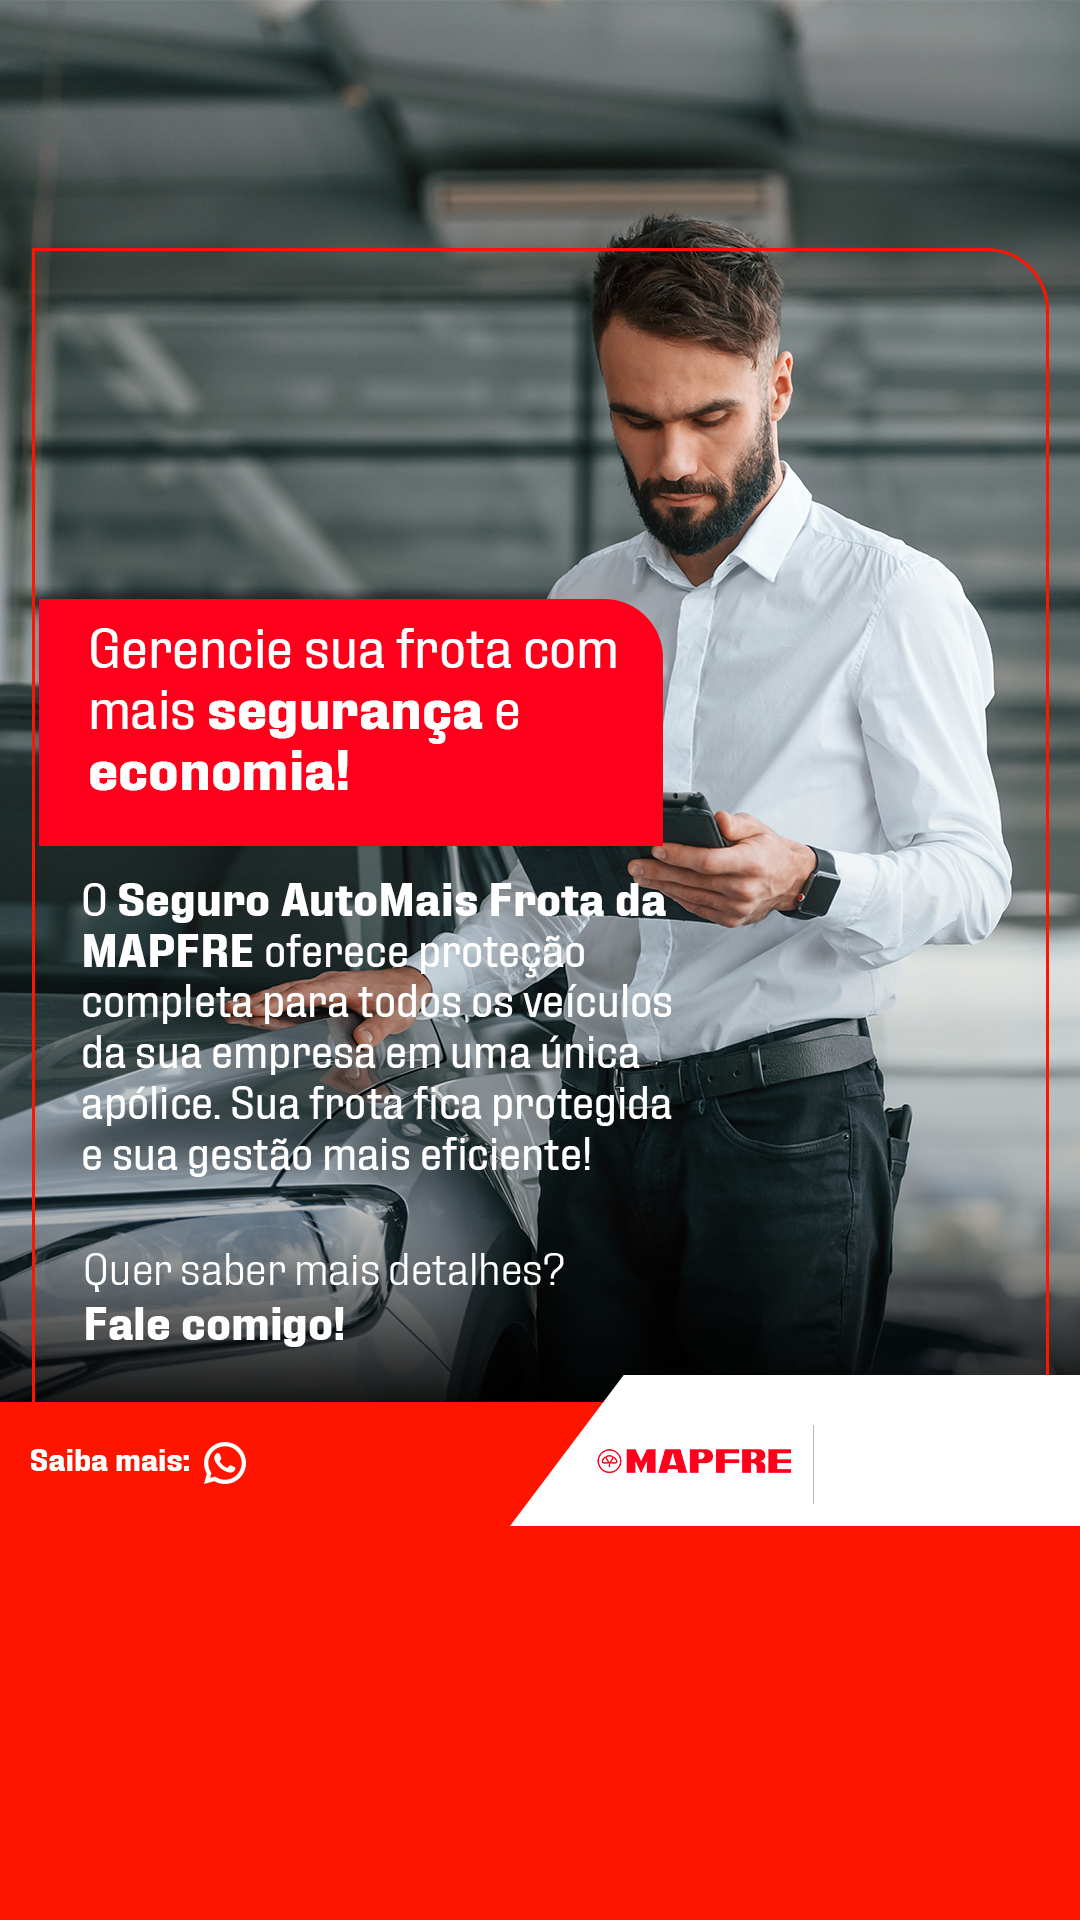 Gerencie sua frota com
mais segurança e
economia!
O Seguro AutoMais Frota da
MAPFRE oferece proteção
completa para todos os veículos
da sua empresa em uma única
apólice. Sua frota fica protegida
e sua gestão mais eficiente!
Quer saber mais detalhes?
Fale comigo!
Saiba mais:
MAPFRE